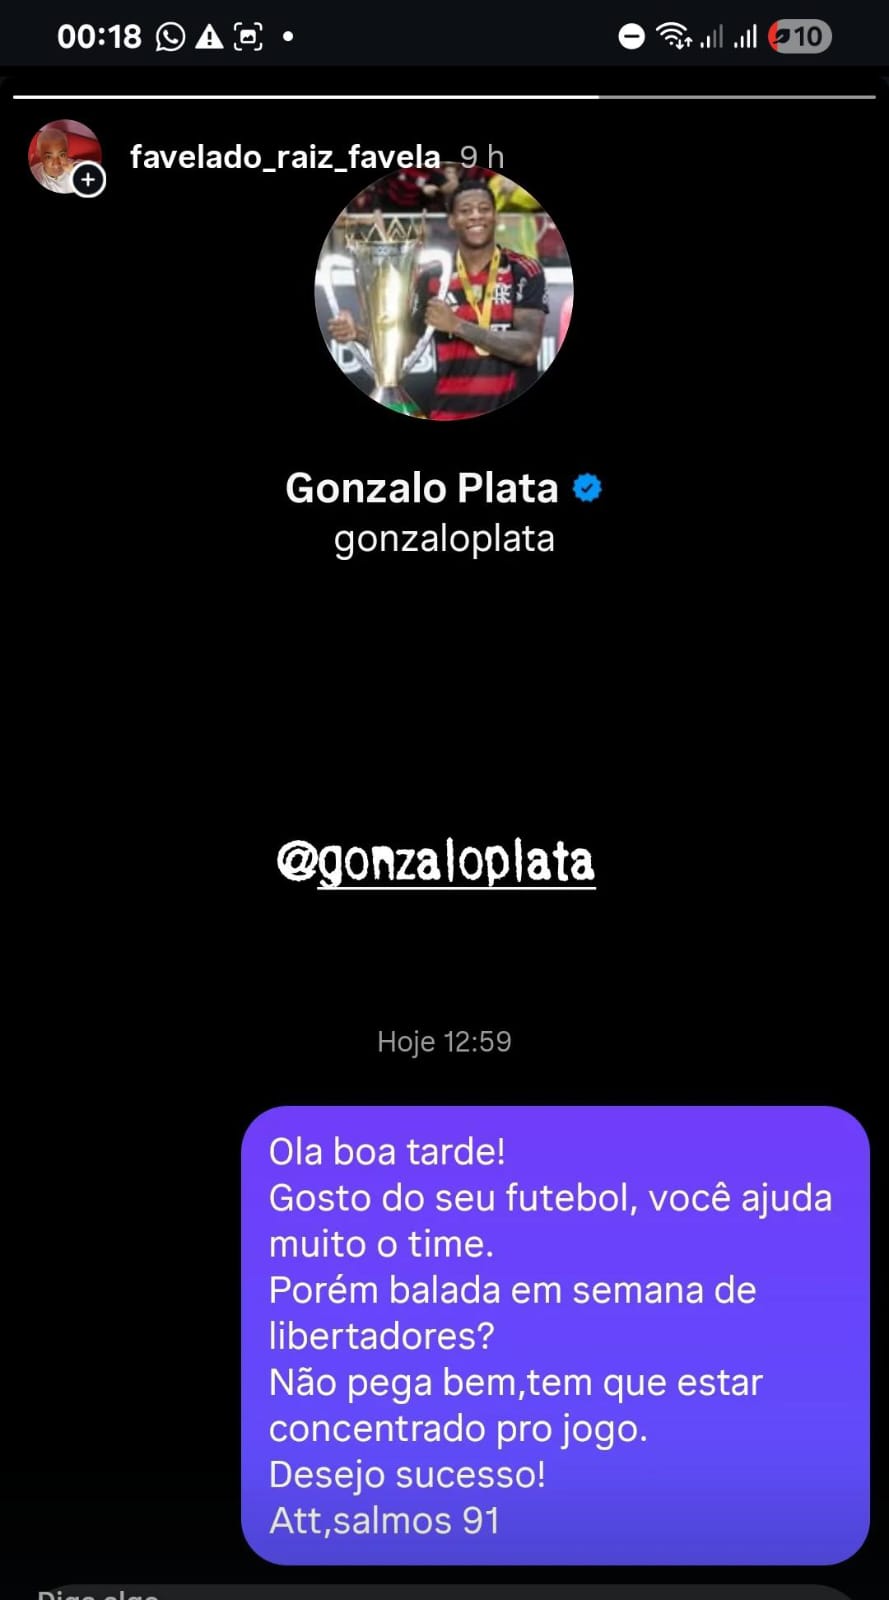 00:18
10
favelado_raiz_favela 9 h
Gonzalo Plata
gonzaloplata
@gonzaloplata
Hoje 12:59
Ola boa tarde!
Gosto do seu futebol, você ajuda
muito o time.
Porém balada em semana de
libertadores?
Não pega bem,tem que estar
concentrado pro jogo.
Desejo sucesso!
Att,salmos 91